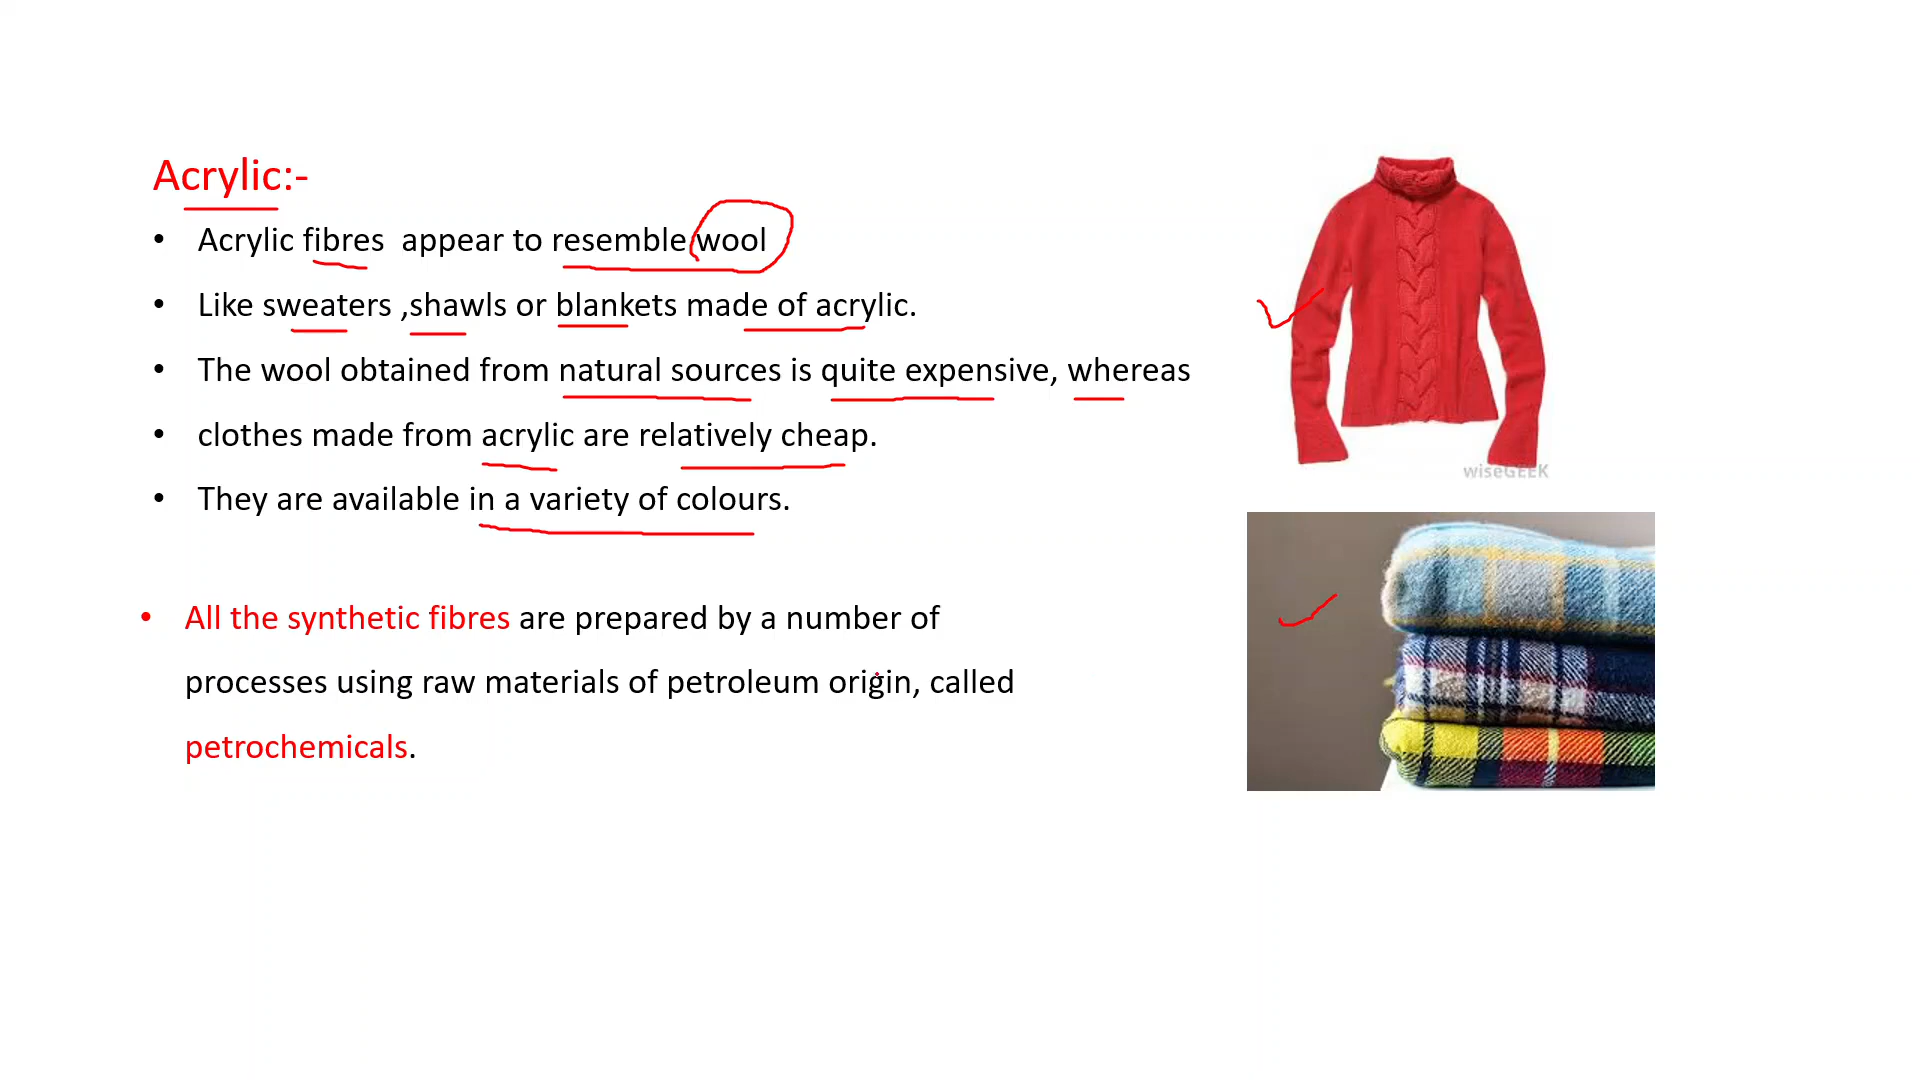 Acrylic:-
• Acrylic fibres appear to resemble wool
• Like sweaters ,shawls or blankets made of acrylic.
• The wool obtained from natural sources is quite expensive, whereas
• clothes made from acrylic are relatively cheap.
• They are available in a variety of colours.
• All the synthetic fibres are prepared by a number of
processes using raw materials of petroleum origin, called
petrochemicals.
wiseGEEK